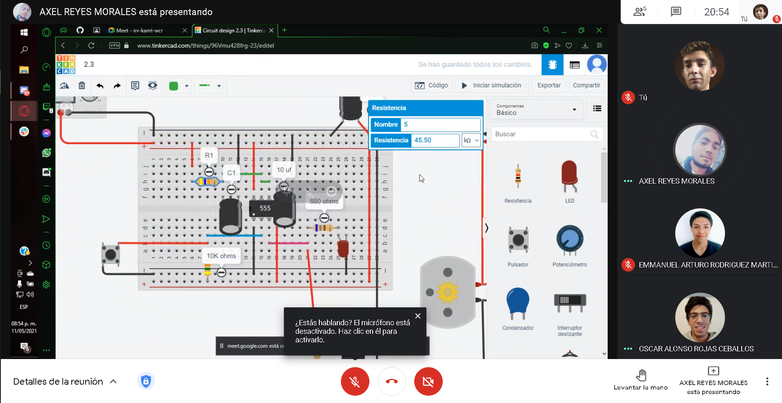 AXEL REYES MORALES está presentando
5
20:54
Tú
Meet - irv-kamt-wcr
Circuit design 2.3 | Tinkerc
www.tinkercad.com/things/96Vmu428frg-23/editel
TIN
KER
CAD
2.3
Se han guardado todos los cambios.
Código
Iniciar simulación
Exportar
Compartir
Resistencia
Nombre
5
Resistencia
45.50
kΩ
Componentes
Básico
Buscar
R1
C1
10 uf
555
680 ohms
10K ohms
Resistencia
LED
Pulsador
Potenciómetro
Condensador
Interruptor
deslizante
ESP
08:54 p. m.
11/05/2021
¿Estás hablando? El micrófono está
desactivado. Haz clic en él para
activarlo.
meet.google.com está co
Tú
AXEL REYES MORALES
EMMANUEL ARTURO RODRIGUEZ MARTI...
OSCAR ALONSO ROJAS CEBALLOS
Detalles de la reunión
Levantar la mano
AXEL REYES MORALES
está presentando